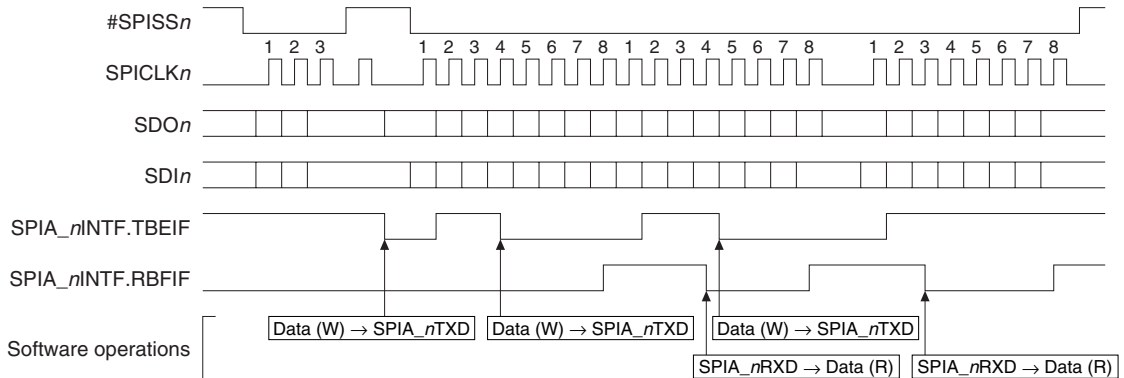 #SPISSn
1 2 3 1 2 3 4 5 6 7 8 1 2 3 4 5 6 7 8 1 2 3 4 5 6 7 8
SPICLKn
SDOn
SDIn
SPIA_nINTF.TBEIF
SPIA_nINTF.RBFIF
Data (W) → SPIA_nTXD Data (W) → SPIA_nTXD Data (W) → SPIA_nTXD
Software operations
SPIA_nRXD → Data (R) SPIA_nRXD → Data (R)